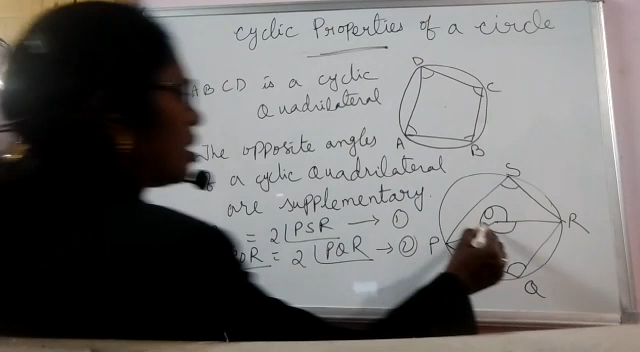 Cyclic Properties of a circle
ABCD is a cyclic
Quadrilateral
The opposite angles
a cyclic Quadrilateral
are supplementary.
= 2∠PSR → ①
= 2 ∠PQR → ②
D
C
A
B
S
O
R
P
Q